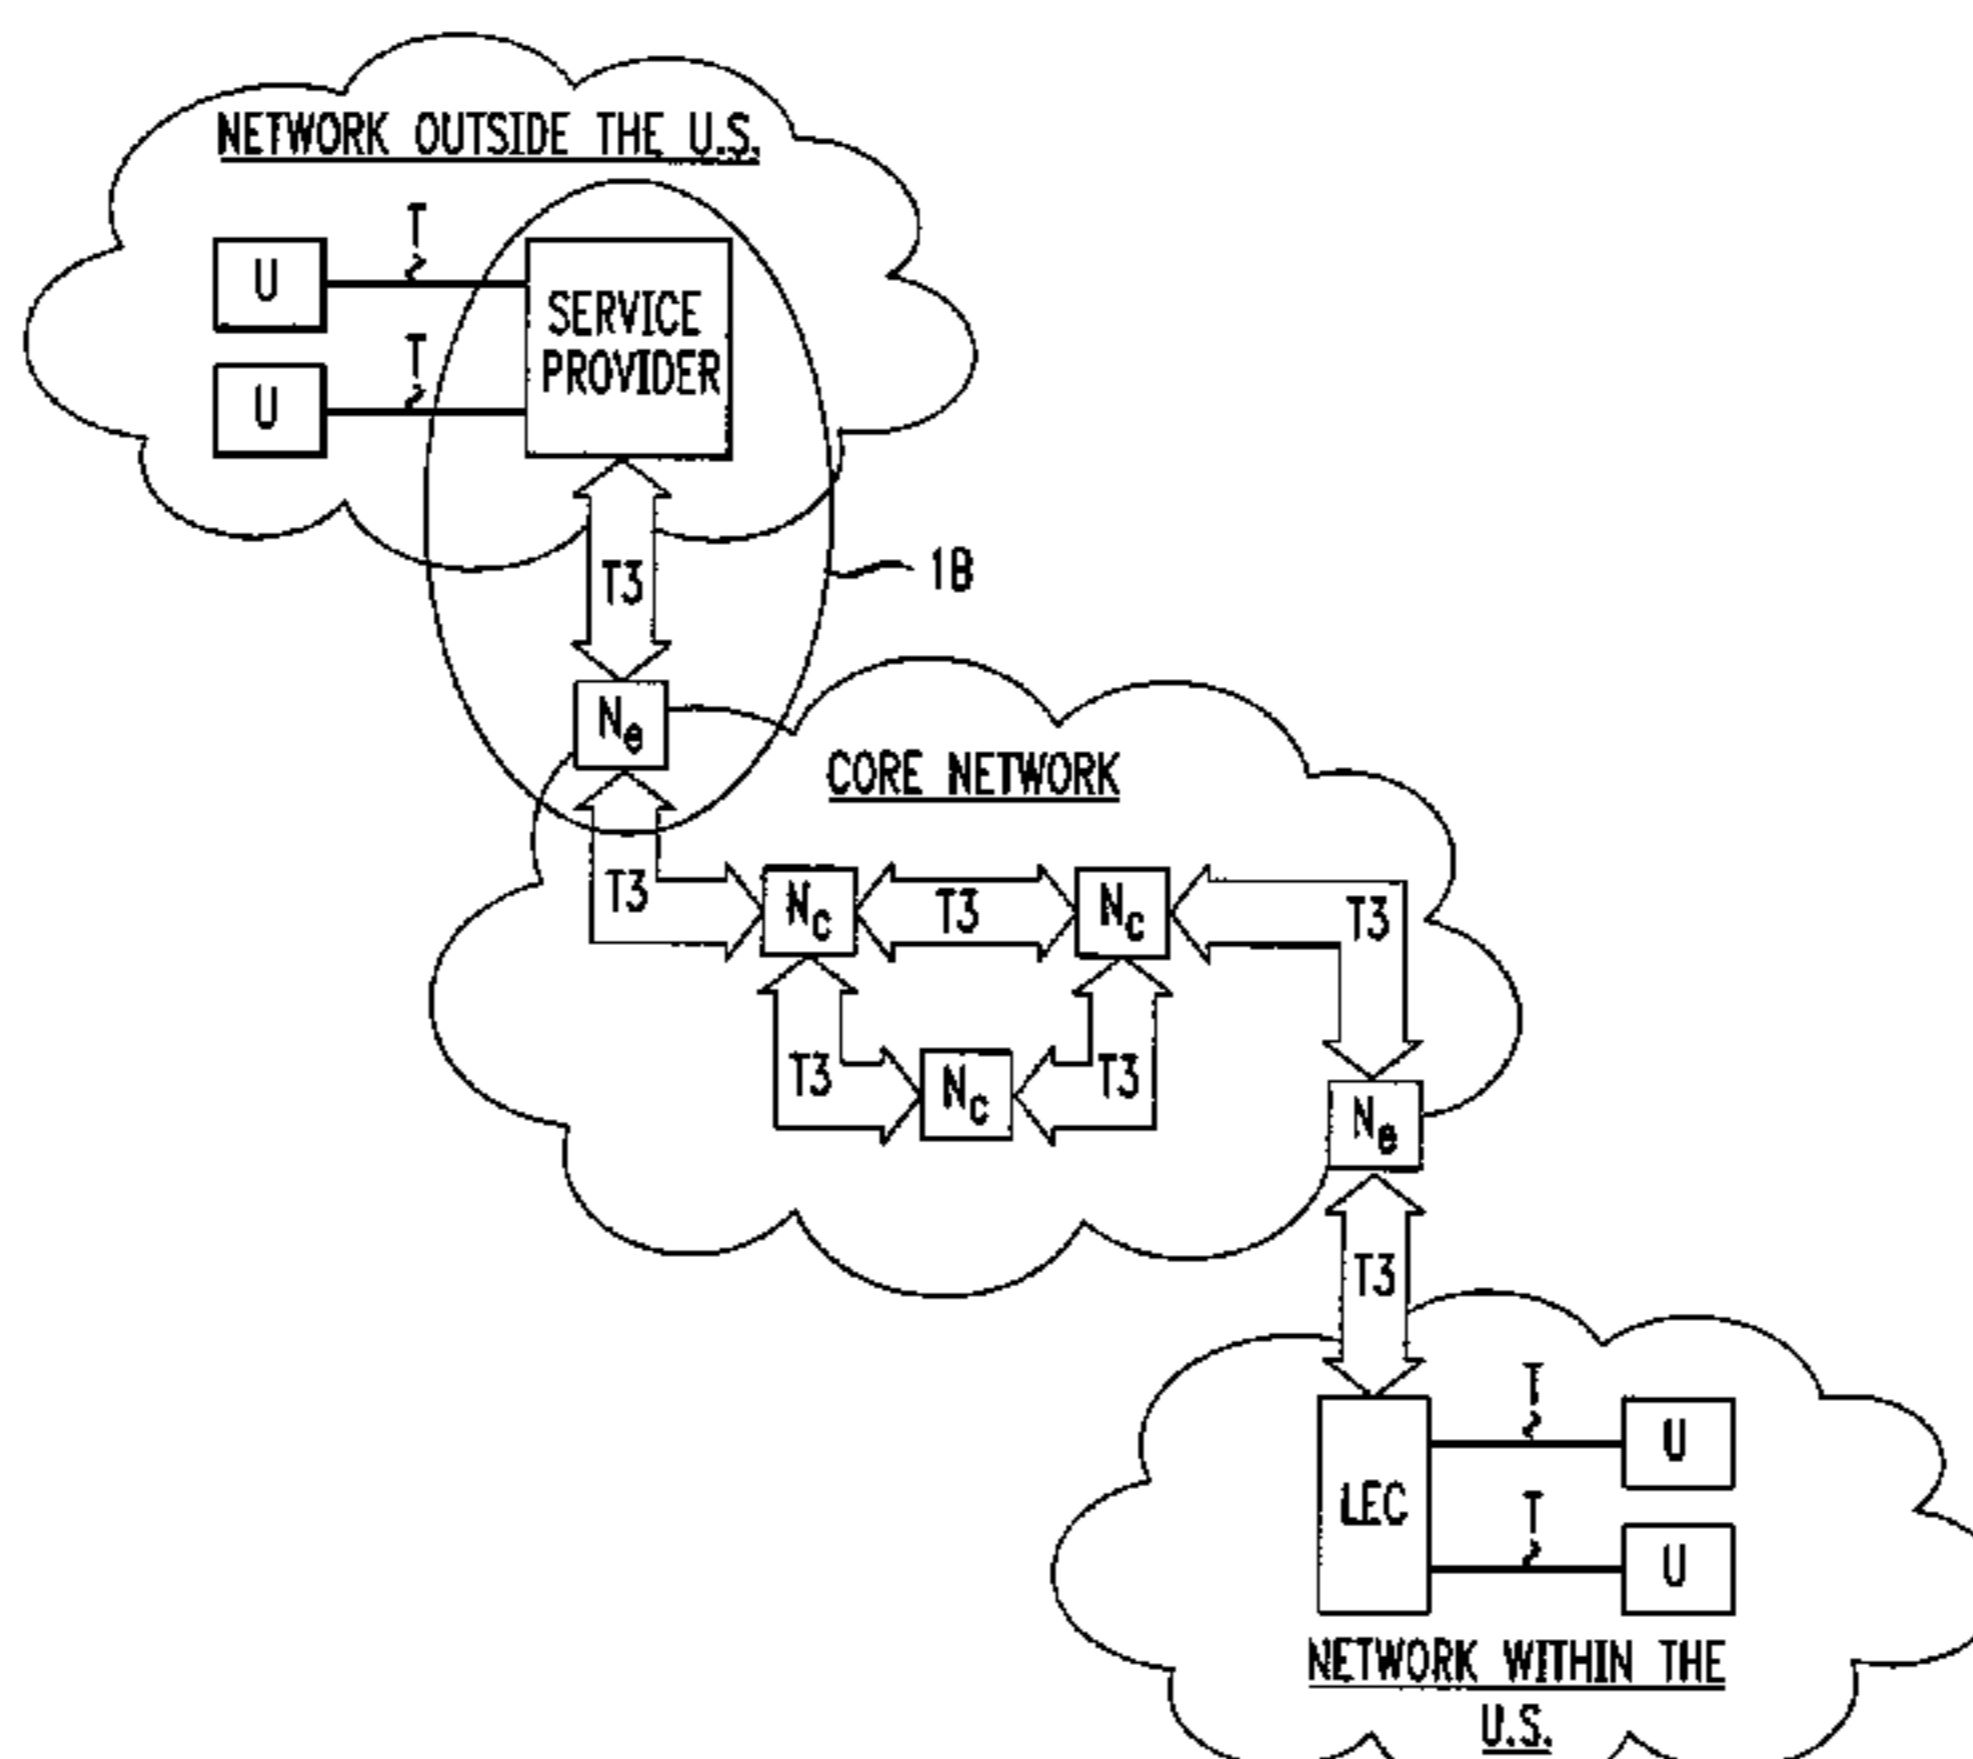 NETWORK OUTSIDE THE U.S.
T
U
SERVICE
PROVIDER
T
U
T3
18
Ne
CORE NETWORK
T3
Nc
T3
Nc
T3
T3
Nc
T3
Ne
T3
T
U
LEC
T
U
NETWORK WITHIN THE
U.S.